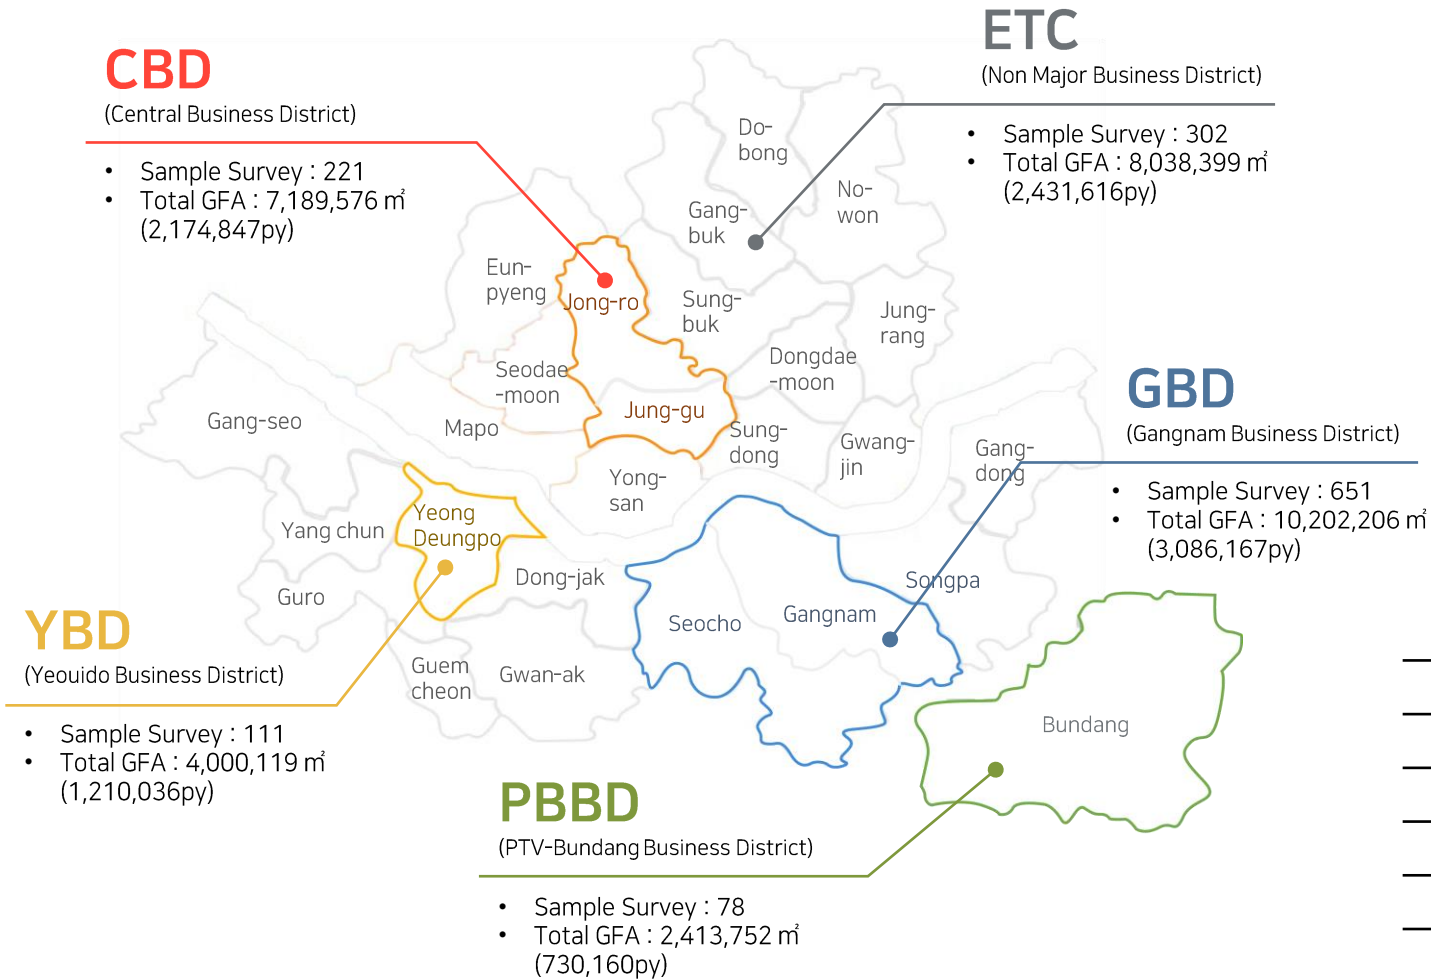 ETC
(Non Major Business District)
• Sample Survey : 302
• Total GFA : 8,038,399 ㎡
(2,431,616py)
CBD
(Central Business District)
• Sample Survey : 221
• Total GFA : 7,189,576 ㎡
(2,174,847py)
Do-
bong
No-
won
Gang-
buk
Eun-
pyeng
Jong-ro
Sung-
buk
Jung-
rang
Dongdae
-moon
Seodae
-moon
Gang-seo
Mapo
Jung-gu
Sung-
dong
Gwang-
jin
Gang-
dong
GBD
(Gangnam Business District)
• Sample Survey : 651
• Total GFA : 10,202,206 ㎡
(3,086,167py)
Yong-
san
Yang chun
Yeong
Deungpo
Dong-jak
Guro
Songpa
Seocho
Gangnam
YBD
(Yeouido Business District)
• Sample Survey : 111
• Total GFA : 4,000,119 ㎡
(1,210,036py)
Guem
cheon
Gwan-ak
Bundang
PBBD
(PTV-Bundang Business District)
• Sample Survey : 78
• Total GFA : 2,413,752 ㎡
(730,160py)